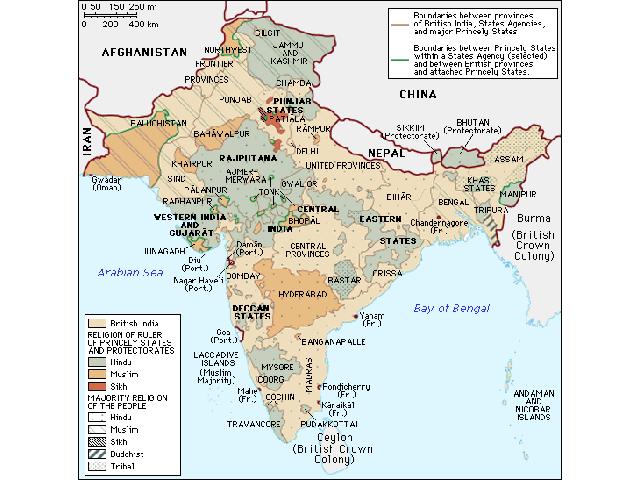 0 50 150 250 mi
0 200 400 km
Boundaries between provinces
of British India, States Agencies,
and major Princely States
Boundaries between Princely States
within a States Agency (selected)
and between British provinces
and attached Princely States.
AFGHANISTAN
GILGIT
JAMMU
AND
KASHMIR
NORTHWEST
FRONTIER
PROVINCES
CHAMBA
CHINA
PUNJAB
PUNJAB
STATES
PATIALA
BALUCHISTAN
IRAN
BAHAWALPUR
RAMPUR
DELHI
SIKKIM
(Protectorate)
BHUTAN
(Protectorate)
NEPAL
ASSAM
KHAIRPUR
RAJPUTANA
UNITED PROVINCES
Gwadar
(Oman)
SIND
AJMER-
MERWARA
GWALIOR
TONK
PALANPUR
RADHANPUR
BIHAR
KHASI
STATES
MANIPUR
BENGAL
TRIPURA
WESTERN INDIA
AND
GUJARAT
CENTRAL
INDIA
BHOPAL
EASTERN
STATES
Chandernagore
(Fr.)
Burma
(British
Crown
Colony)
JUNAGADH
Diu
(Port.)
Daman
(Port.)
CENTRAL
PROVINCES
Arabian Sea
Nagar Haveli
(Port.)
BOMBAY
BASTAR
ORISSA
HYDERABAD
Bay of Bengal
DECCAN
STATES
Yanam
(Fr.)
Goa
(Port.)
BANGANAPALLE
LACCADIVE
ISLANDS
(Muslim
Majority)
MYSORE
COORG
MADRAS
Mahe
(Fr.)
COCHIN
Pondicherry
(Fr.)
Karaikal
(Fr.)
TRAVANCORE
PUDAKKOTTAI
Ceylon
(British Crown
Colony)
ANDAMAN
AND
NICOBAR
ISLANDS
British India
RELIGION OF RULER
OF PRINCELY STATES
AND PROTECTORATES
Hindu
Muslim
Sikh
MAJORITY RELIGION
OF THE PEOPLE
Hindu
Muslim
Sikh
Buddhist
Tribal